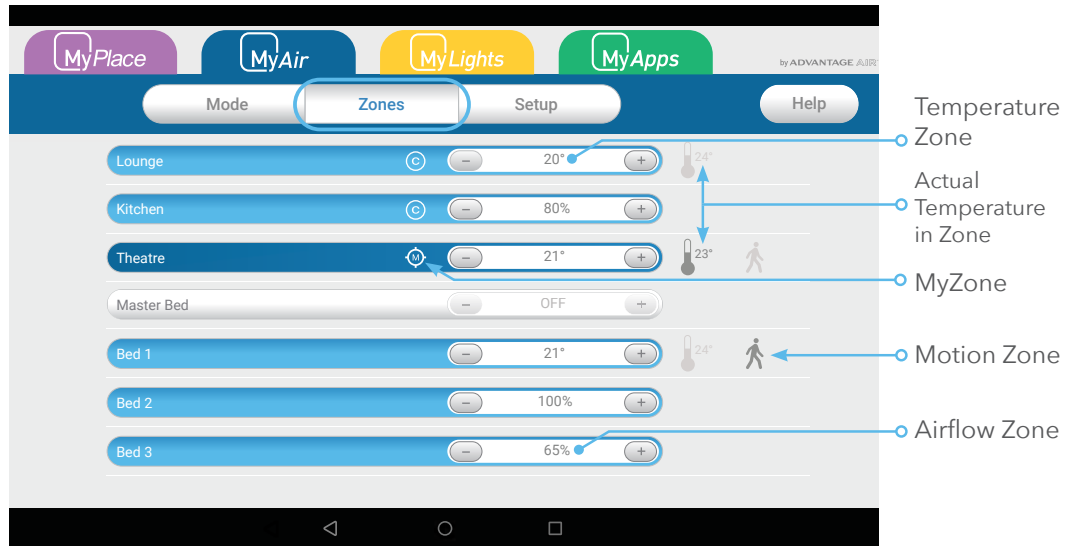 MyPlace
MyAir
MyLights
MyApps
by ADVANTAGE AIR
Mode
Zones
Setup
Help
Lounge C − 20° + 24°
Kitchen C − 80% +
Theatre M − 21° + 23°
Master Bed − OFF +
Bed 1 − 21° + 24°
Bed 2 − 100% +
Bed 3 − 65% +
Temperature
Zone
Actual
Temperature
in Zone
MyZone
Motion Zone
Airflow Zone